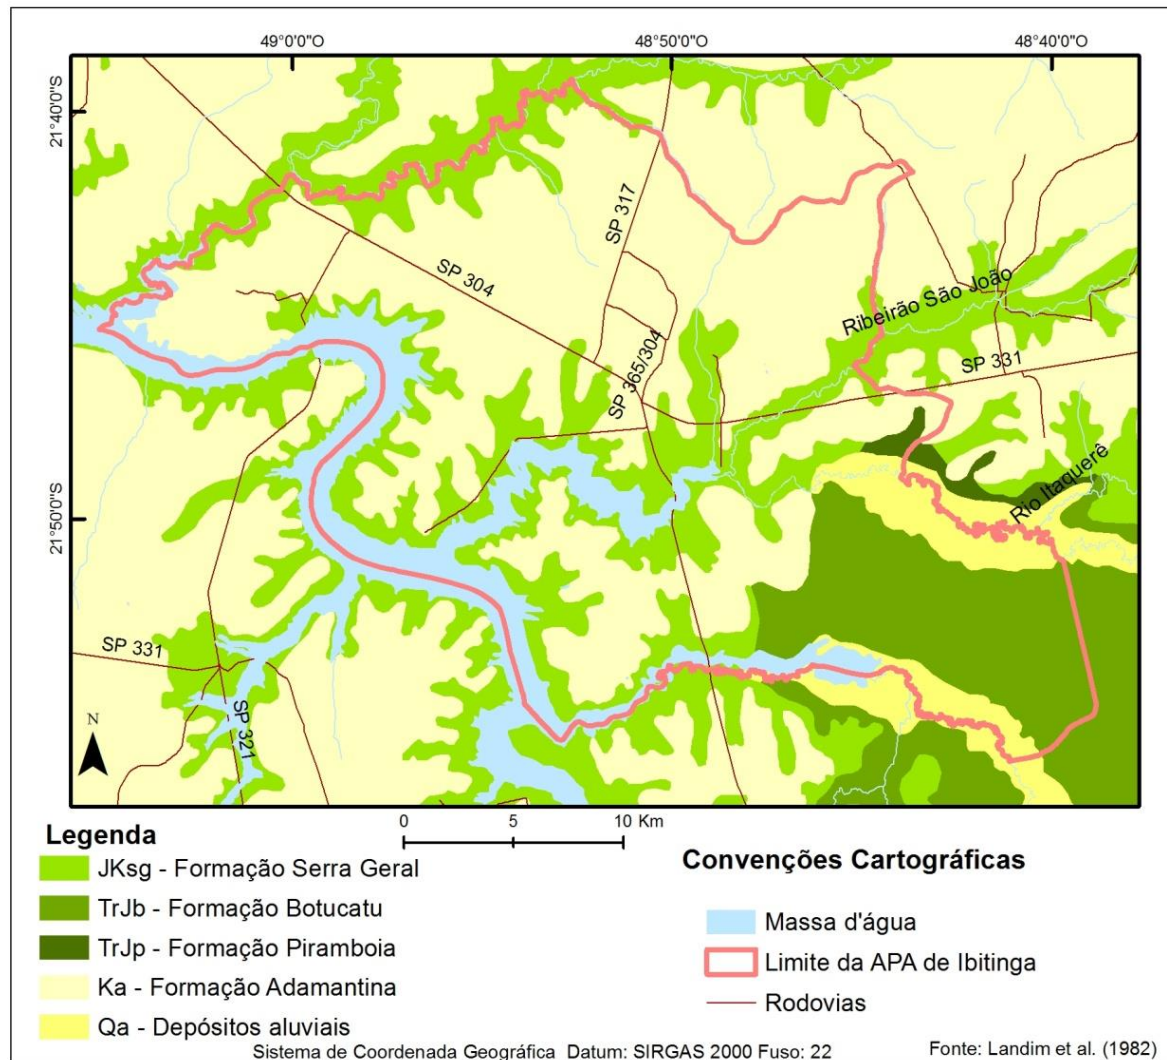 49°0'0"O
48°50'0"O
48°40'0"O
21°40'0"S
21°50'0"S
SP 317
SP 304
Ribeirão São João
SP 365/304
SP 331
Rio Itaquerê
SP 331
SP 321
N
Legenda
0 5 10 Km
JKsg - Formação Serra Geral
TrJb - Formação Botucatu
TrJp - Formação Piramboia
Ka - Formação Adamantina
Qa - Depósitos aluviais
Convenções Cartográficas
Massa d'água
Limite da APA de Ibitinga
Rodovias
Sistema de Coordenada Geográfica Datum: SIRGAS 2000 Fuso: 22
Fonte: Landim et al. (1982)